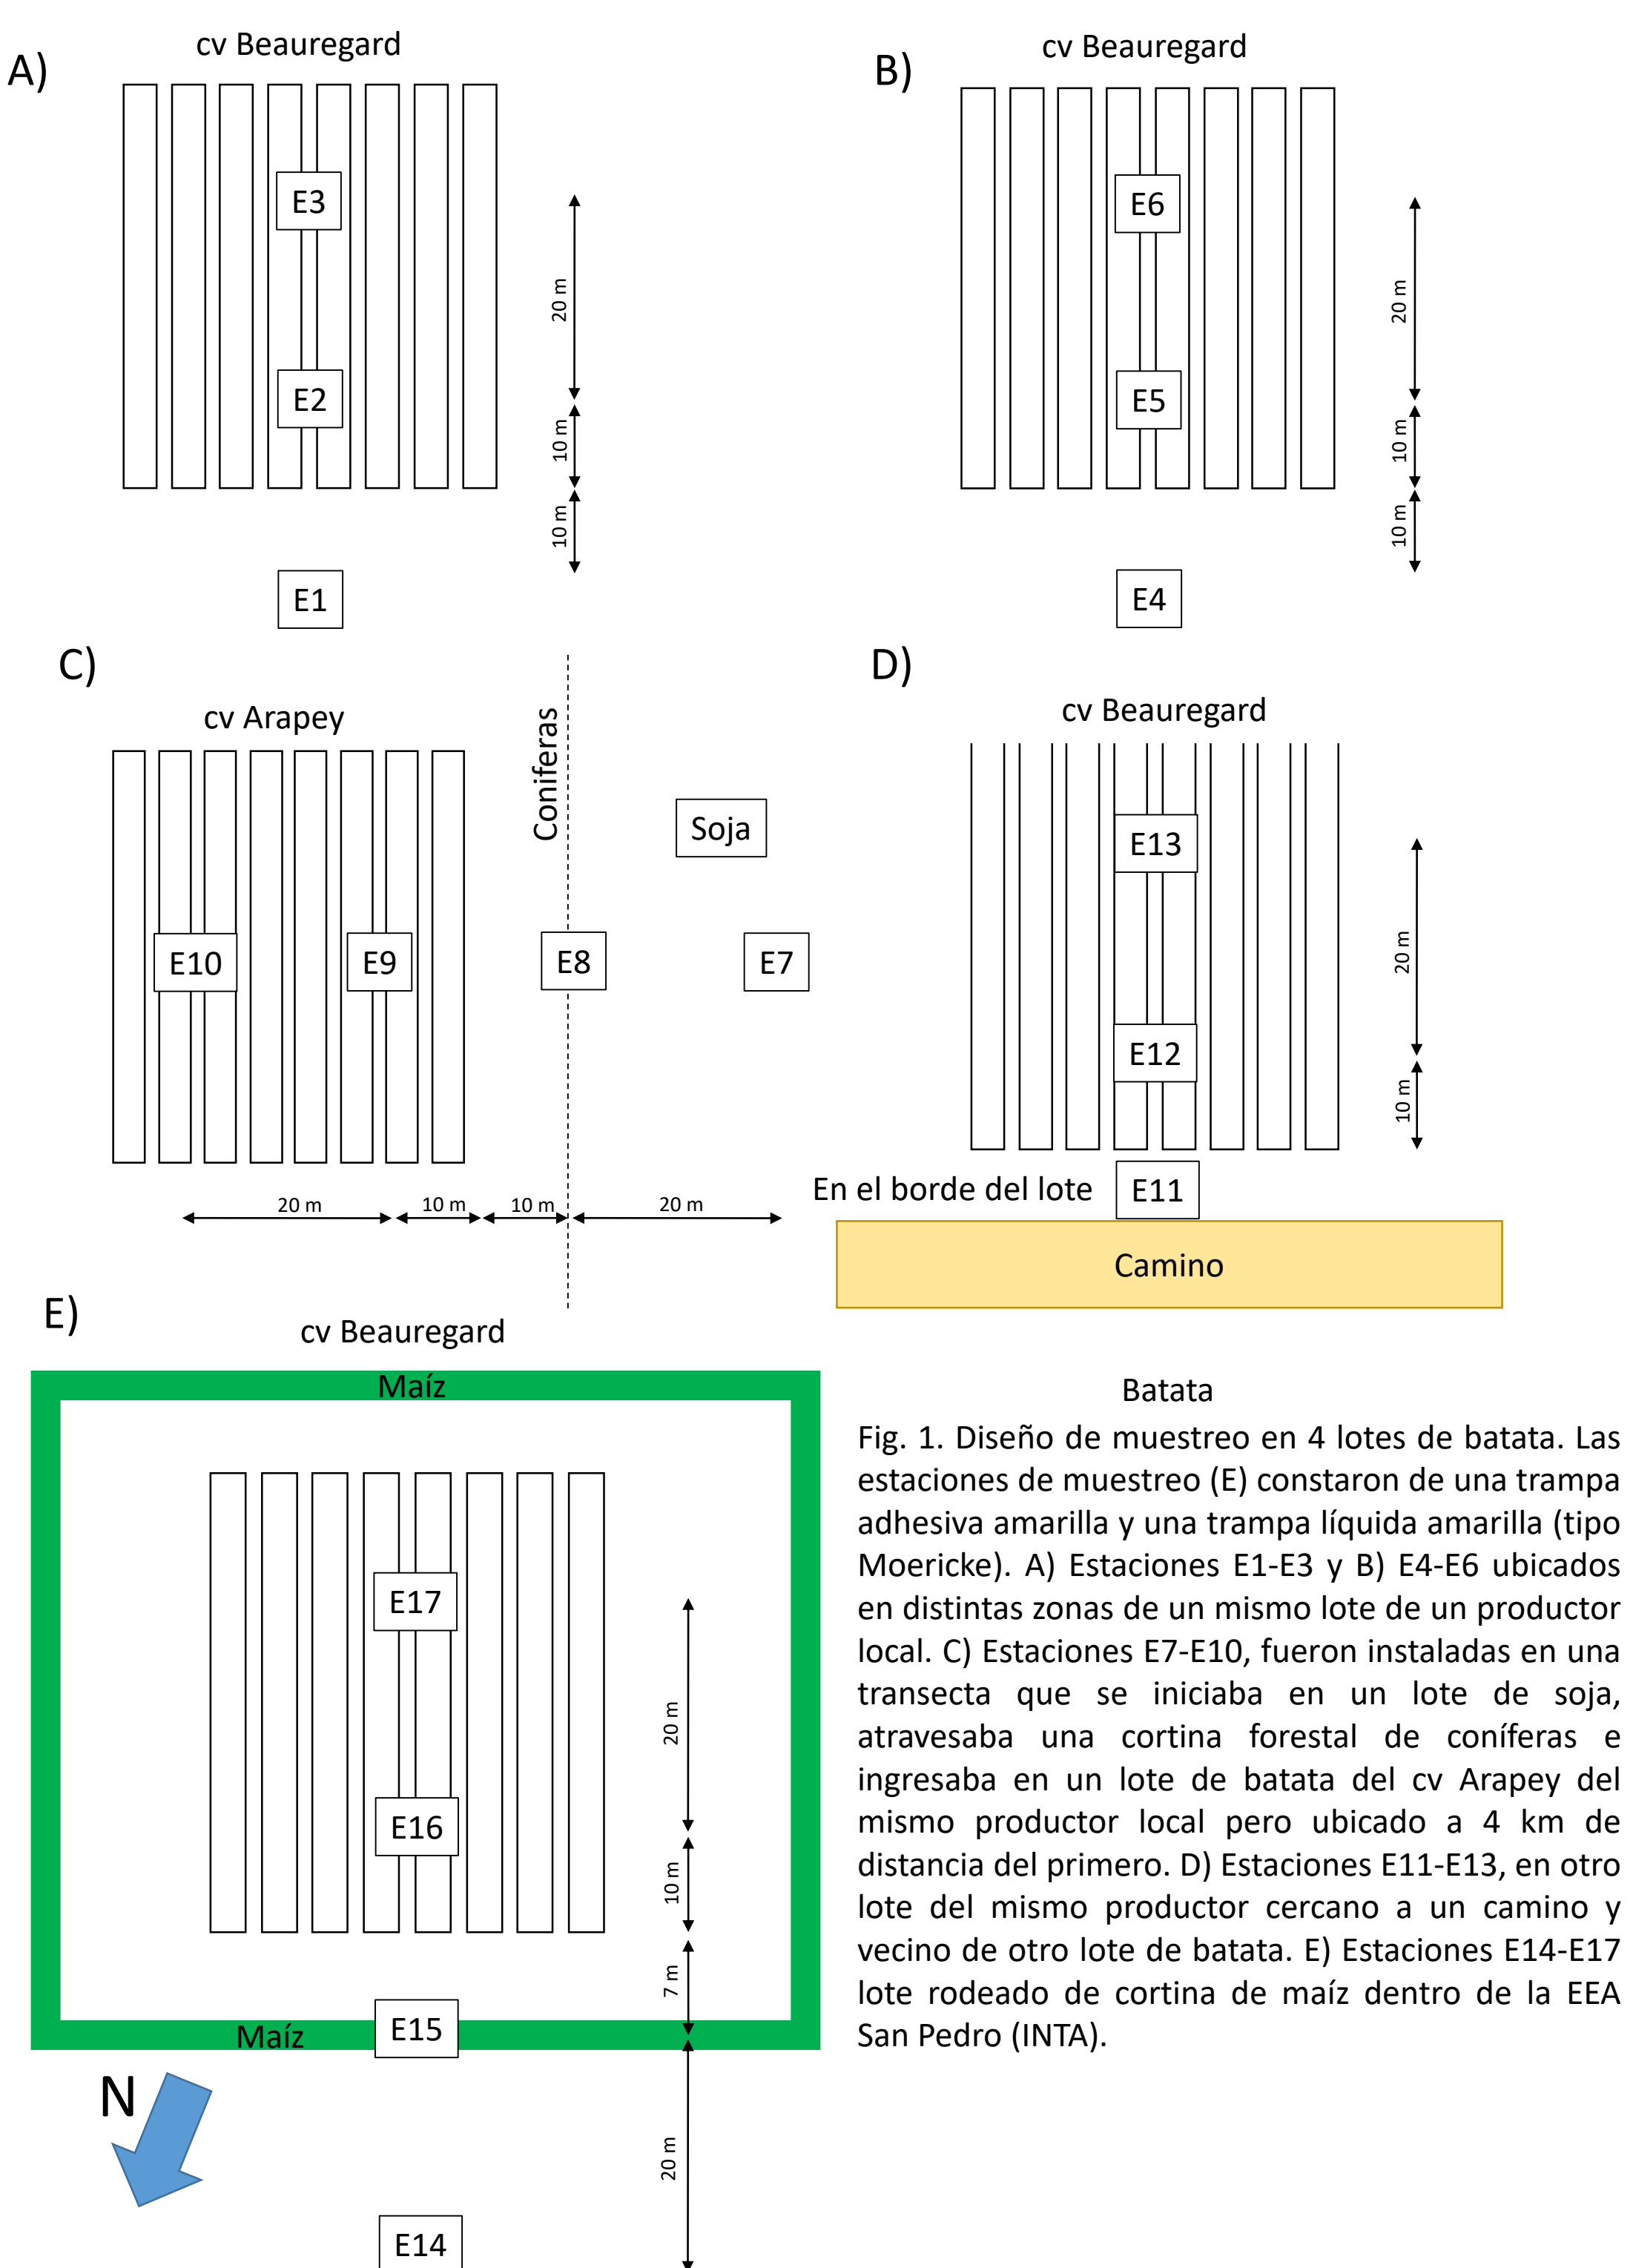 A)
cv Beauregard
E3
20 m
E2
10 m
10 m
E1
B)
cv Beauregard
E6
20 m
E5
10 m
10 m
E4
C)
cv Arapey
Coniferas
Soja
E10
E9
E8
E7
20 m
10 m
10 m
20 m
D)
cv Beauregard
E13
20 m
E12
10 m
En el borde del lote
E11
Camino
E)
cv Beauregard
Maíz
E17
20 m
E16
10 m
7 m
Maíz
E15
N
20 m
E14
Batata
Fig. 1. Diseño de muestreo en 4 lotes de batata. Las
estaciones de muestreo (E) constaron de una trampa
adhesiva amarilla y una trampa líquida amarilla (tipo
Moericke). A) Estaciones E1-E3 y B) E4-E6 ubicados
en distintas zonas de un mismo lote de un productor
local. C) Estaciones E7-E10, fueron instaladas en una
transecta que se iniciaba en un lote de soja,
atravesaba una cortina forestal de coníferas e
ingresaba en un lote de batata del cv Arapey del
mismo productor local pero ubicado a 4 km de
distancia del primero. D) Estaciones E11-E13, en otro
lote del mismo productor cercano a un camino y
vecino de otro lote de batata. E) Estaciones E14-E17
lote rodeado de cortina de maíz dentro de la EEA
San Pedro (INTA).